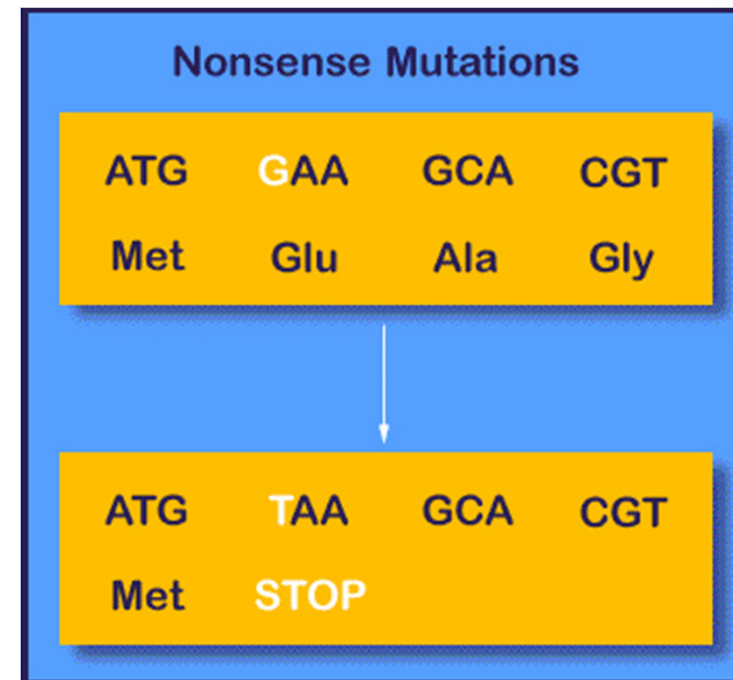 Nonsense Mutations
ATG GAA GCA CGT
Met Glu Ala Gly
ATG TAA GCA CGT
Met STOP